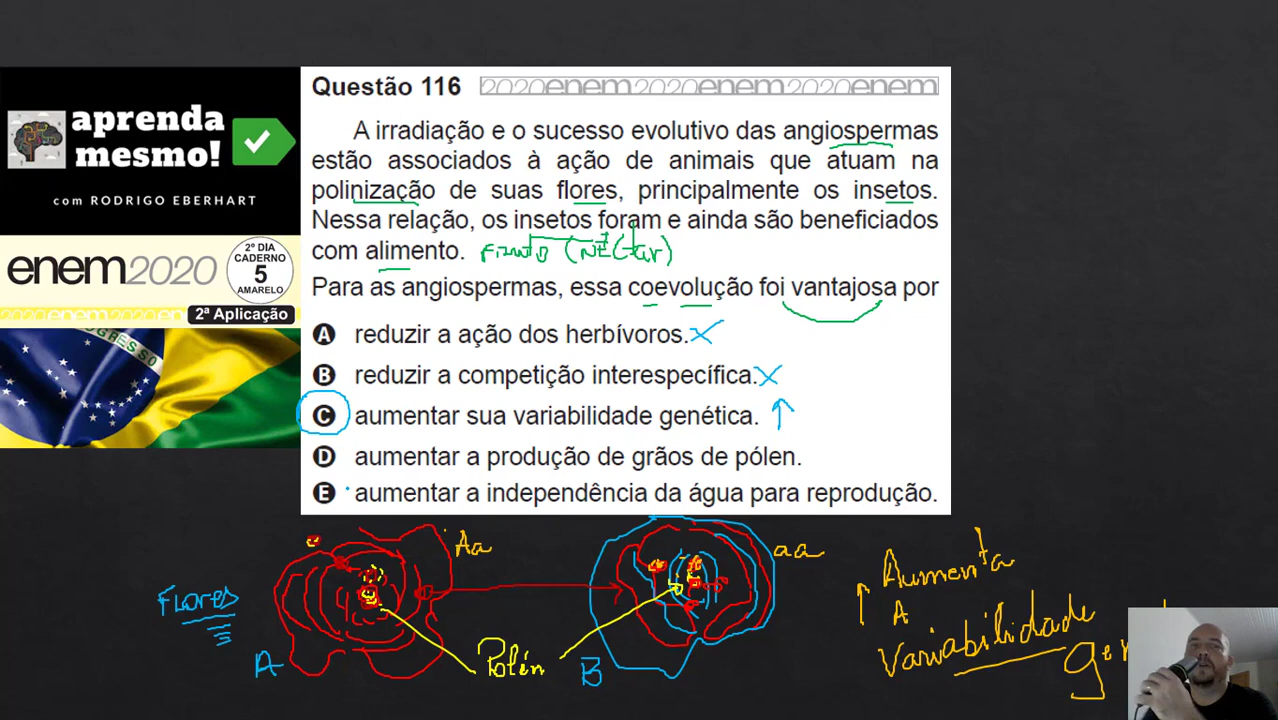 aprenda
mesmo!
com RODRIGO EBERHART
enem2020
2º DIA
CADERNO
5
AMARELO
2ª Aplicação
Questão 116
2020enem2020enem2020enem
A irradiação e o sucesso evolutivo das angiospermas
estão associados à ação de animais que atuam na
polinização de suas flores, principalmente os insetos.
Nessa relação, os insetos foram e ainda são beneficiados
com alimento.
(NÉCtar)
Para as angiospermas, essa coevolução foi vantajosa por
A reduzir a ação dos herbívoros.
B reduzir a competição interespecífica.
C aumentar sua variabilidade genética.
D aumentar a produção de grãos de pólen.
E aumentar a independência da água para reprodução.
Flores
A
Aa
Pólén
B
aa
Aumenta
A
Variabilidade